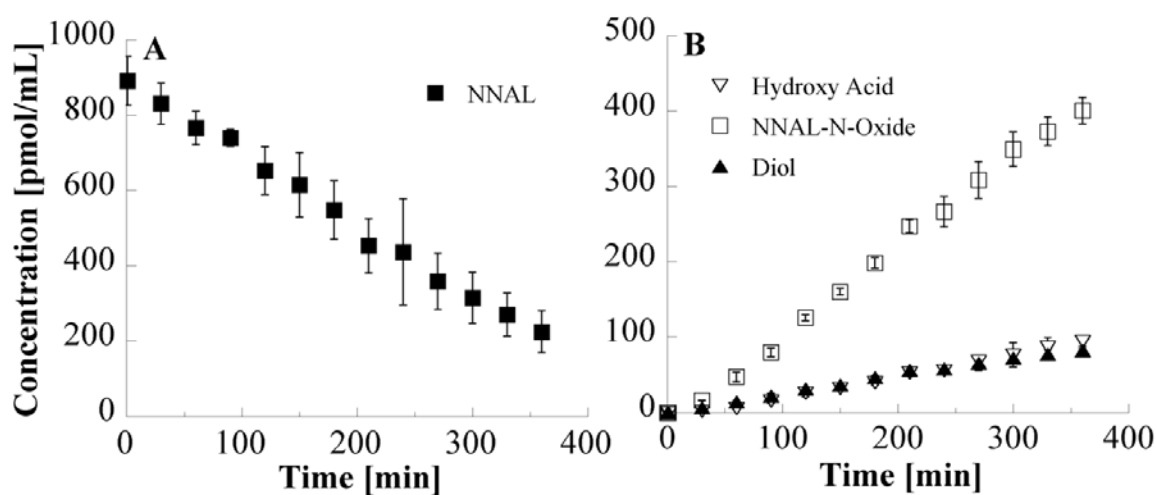 A
NNAL
Concentration [pmol/mL]
1000
800
600
400
200
0
0 100 200 300 400
Time [min]
B
Hydroxy Acid
NNAL-N-Oxide
Diol
500
400
300
200
100
0
0 100 200 300 400
Time [min]